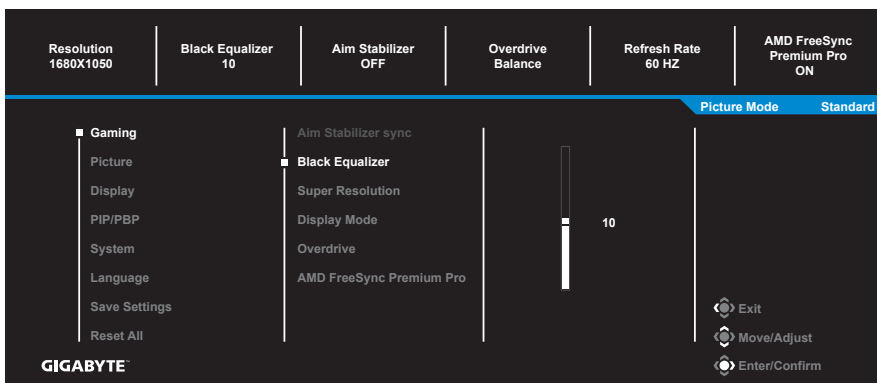 Resolution
1680X1050
Black Equalizer
10
Aim Stabilizer
OFF
Overdrive
Balance
Refresh Rate
60 HZ
AMD FreeSync
Premium Pro
ON
Picture Mode Standard
Gaming
Picture
Display
PIP/PBP
System
Language
Save Settings
Reset All
Aim Stabilizer sync
Black Equalizer
Super Resolution
Display Mode
Overdrive
AMD FreeSync Premium Pro
10
Exit
Move/Adjust
Enter/Confirm
GIGABYTE™